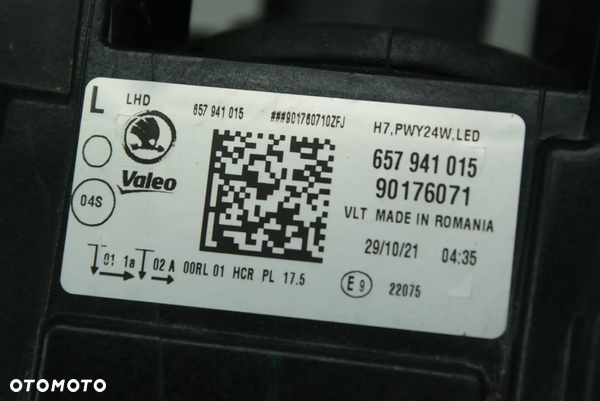 L LHD 657 941 015 ###901760710ZFJ H7,PWY24W,LED
657 941 015
Valeo
90176071
04S
VLT MADE IN ROMANIA
29/10/21 04:35
01 1a 02 A 00RL 01 HCR PL 17.5
E9 22075
OTOMOTO